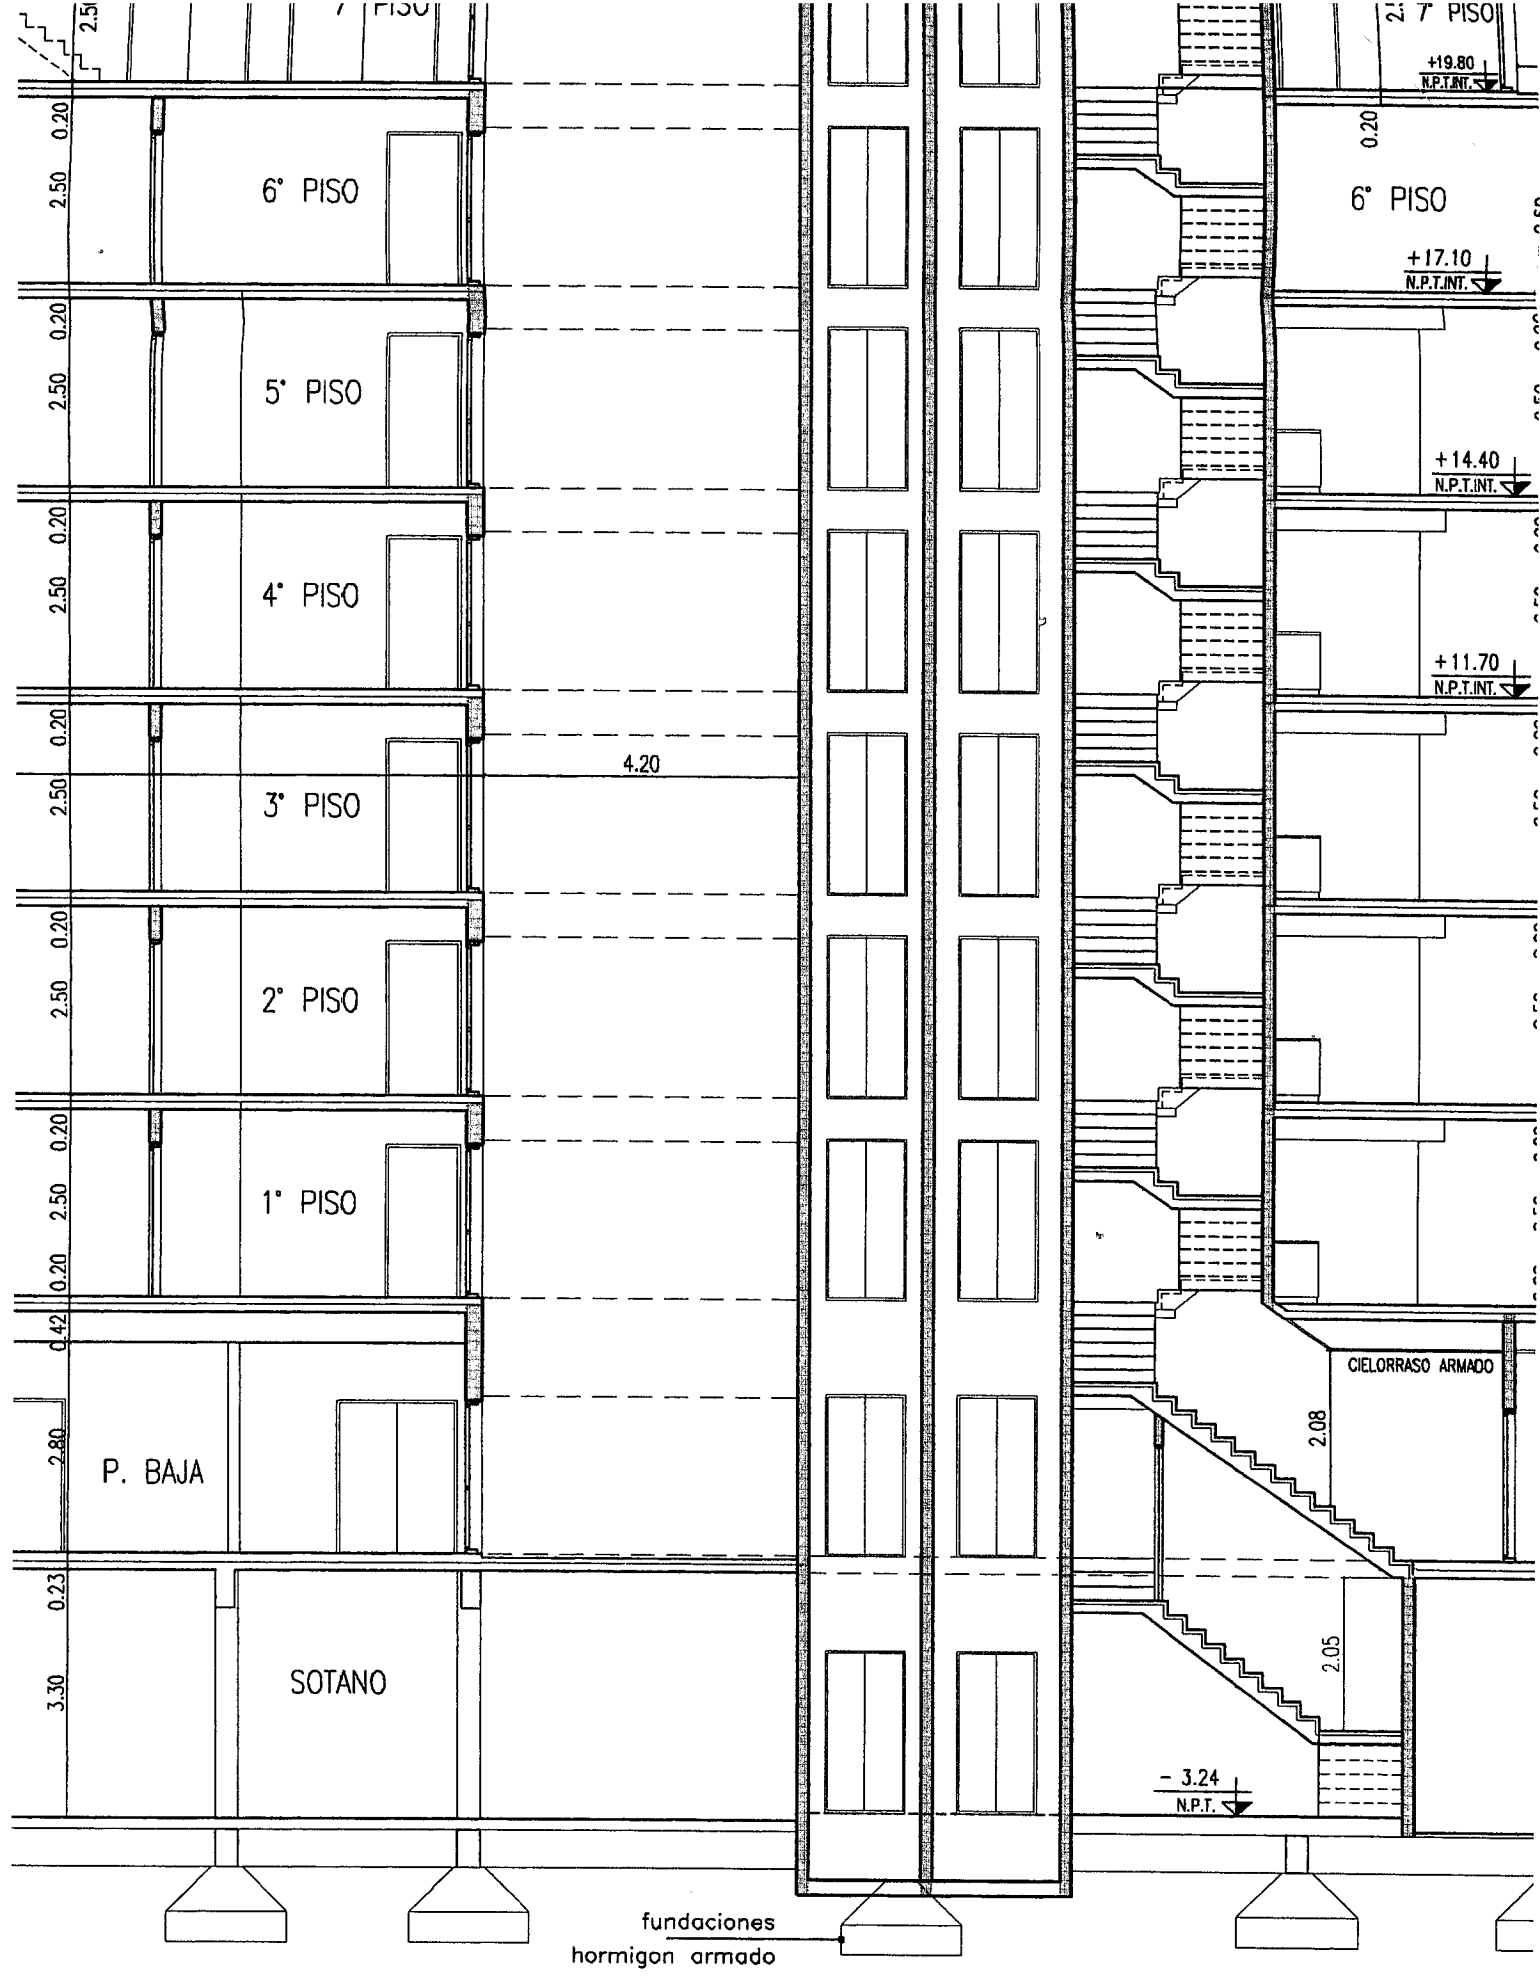 2.50
7° PISO
7° PISO
+19.80
N.P.T.INT.
0.20
0.20
6° PISO
2.50
6° PISO
+17.10
N.P.T.INT.
0.20
5° PISO
2.50
+14.40
N.P.T.INT.
0.20
4° PISO
2.50
+11.70
N.P.T.INT.
0.20
4.20
3° PISO
2.50
0.20
2° PISO
2.50
0.20
1° PISO
2.50
0.20
0.42
CIELORRASO ARMADO
2.08
2.80
P. BAJA
0.23
2.05
SOTANO
3.30
- 3.24
N.P.T.
fundaciones
hormigon armado